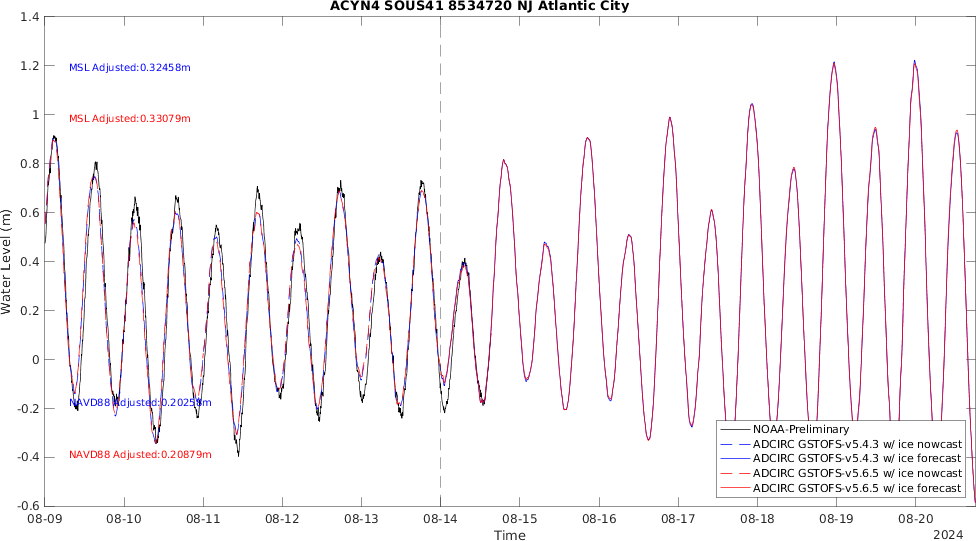 ACYN4 SOUS41 8534720 NJ Atlantic City
1.4
1.2
1
0.8
0.6
0.4
0.2
0
-0.2
-0.4
-0.6
Water Level (m)
MSL Adjusted:0.32458m
MSL Adjusted:0.33079m
NAVD88 Adjusted:0.20258m
NAVD88 Adjusted:0.20879m
NOAA-Preliminary
ADCIRC GSTOFS-v5.4.3 w/ ice nowcast
ADCIRC GSTOFS-v5.4.3 w/ ice forecast
ADCIRC GSTOFS-v5.6.5 w/ ice nowcast
ADCIRC GSTOFS-v5.6.5 w/ ice forecast
08-09 08-10 08-11 08-12 08-13 08-14 08-15 08-16 08-17 08-18 08-19 08-20
Time
2024